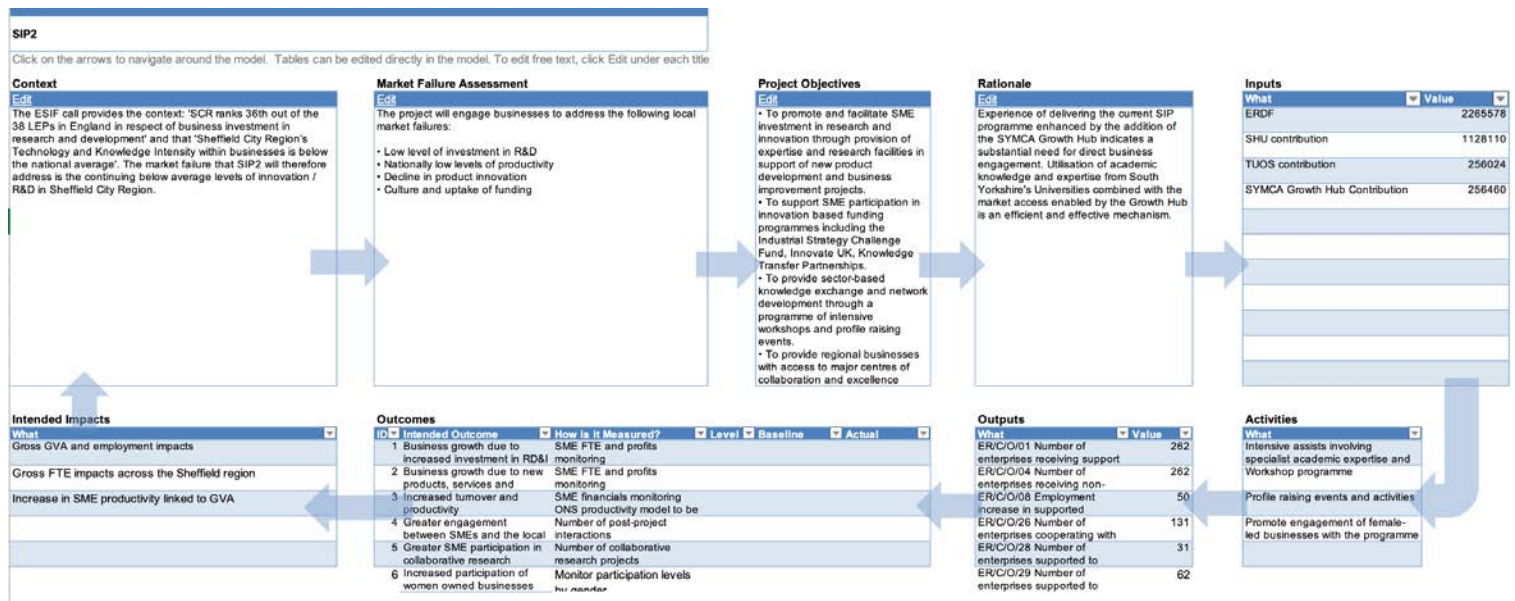 SIP2
Click on the arrows to navigate around the model. Tables can be edited directly in the model. To edit free text, click Edit under each title
Context
Edit
The ESIF call provides the context: 'SCR ranks 36th out of the
38 LEPs in England in respect of business investment in
research and development' and that 'Sheffield City Region's
Technology and Knowledge Intensity within businesses is below
the national average'. The market failure that SIP2 will therefore
address is the continuing below average levels of innovation /
R&D in Sheffield City Region.
Market Failure Assessment
Edit
The project will engage businesses to address the following local
market failures:
• Low level of investment in R&D
• Nationally low levels of productivity
• Decline in product innovation
• Culture and uptake of funding
Project Objectives
Edit
• To promote and facilitate SME
investment in research and
innovation through provision of
expertise and research facilities in
support of new product
development and business
improvement projects.
• To support SME participation in
innovation based funding
programmes including the
Industrial Strategy Challenge
Fund, Innovate UK, Knowledge
Transfer Partnerships.
• To provide sector-based
knowledge exchange and network
development through a
programme of intensive
workshops and profile raising
events.
• To provide regional businesses
with access to major centres of
collaboration and excellence
Rationale
Edit
Experience of delivering the current SIP
programme enhanced by the addition of
the SYMCA Growth Hub indicates a
substantial need for direct business
engagement. Utilisation of academic
knowledge and expertise from South
Yorkshire's Universities combined with the
market access enabled by the Growth Hub
is an efficient and effective mechanism.
Inputs
What Value
ERDF 2265578
SHU contribution 1128110
TUOS contribution 256024
SYMCA Growth Hub Contribution 256460
Intended Impacts
What
Gross GVA and employment impacts
Gross FTE impacts across the Sheffield region
Increase in SME productivity linked to GVA
Outcomes
ID Intended Outcome How is It Measured? Level Baseline Actual
1 Business growth due to SME FTE and profits
increased investment in RD&I monitoring
2 Business growth due to new SME FTE and profits
products, services and monitoring
3 Increased turnover and SME financials monitoring
productivity ONS productivity model to be
4 Greater engagement Number of post-project
between SMEs and the local interactions
5 Greater SME participation in Number of collaborative
collaborative research research projects
6 Increased participation of Monitor participation levels
women owned businesses by gender
Outputs
What Value
ER/C/O/01 Number of 262
enterprises receiving support
ER/C/O/04 Number of 262
enterprises receiving non-
ER/C/O/08 Employment 50
increase in supported
ER/C/O/26 Number of 131
enterprises cooperating with
ER/C/O/28 Number of 31
enterprises supported to
ER/C/O/29 Number of 62
enterprises supported to
Activities
What
Intensive assists involving
specialist academic expertise and
Workshop programme
Profile raising events and activities
Promote engagement of female-
led businesses with the programme